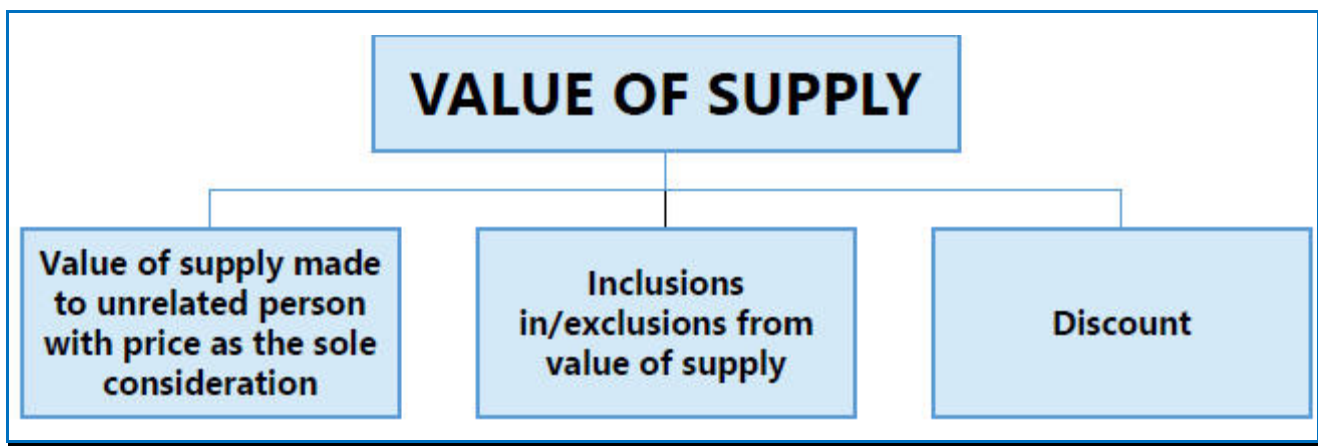 VALUE OF SUPPLY
Value of supply made
to unrelated person
with price as the sole
consideration
Inclusions
in/exclusions from
value of supply
Discount